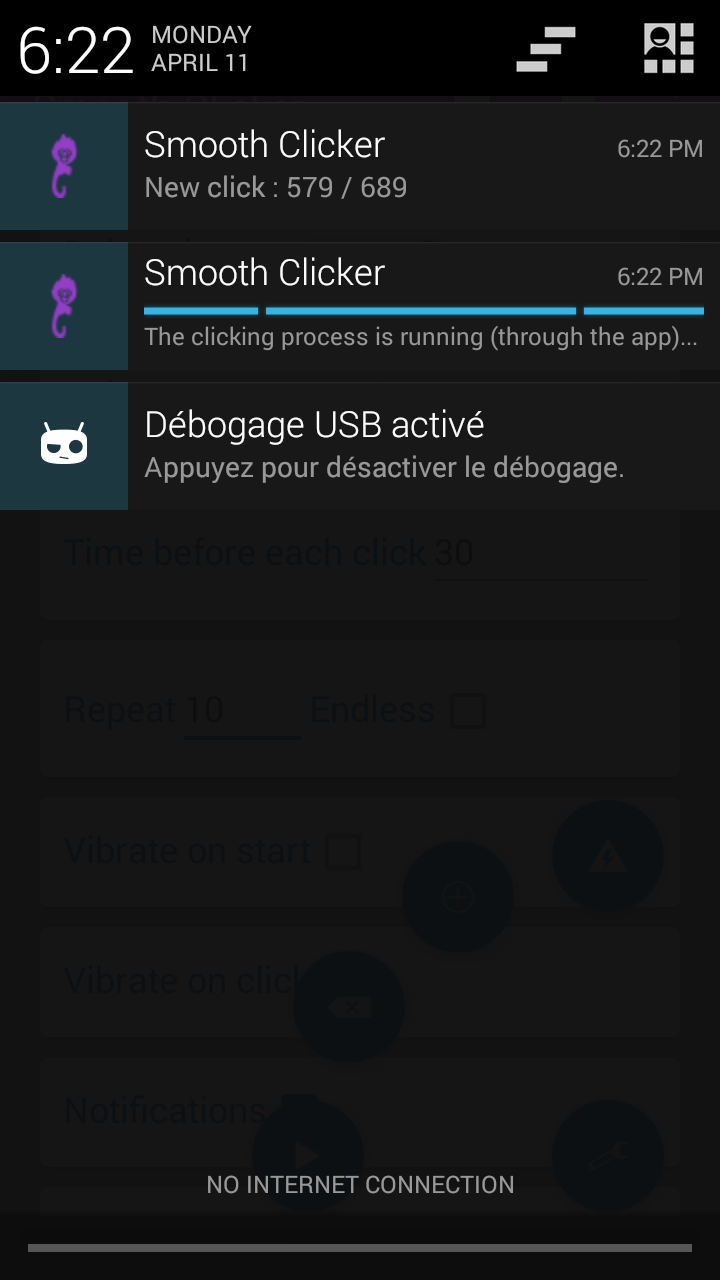 6:22
MONDAY
APRIL 11
Smooth Clicker
6:22 PM
New click : 579 / 689
Smooth Clicker
6:22 PM
The clicking process is running (through the app)...
Débogage USB activé
Appuyez pour désactiver le débogage.
Time before each click 30
Repeat 10 Endless
Vibrate on start
Vibrate on click
Notifications
NO INTERNET CONNECTION